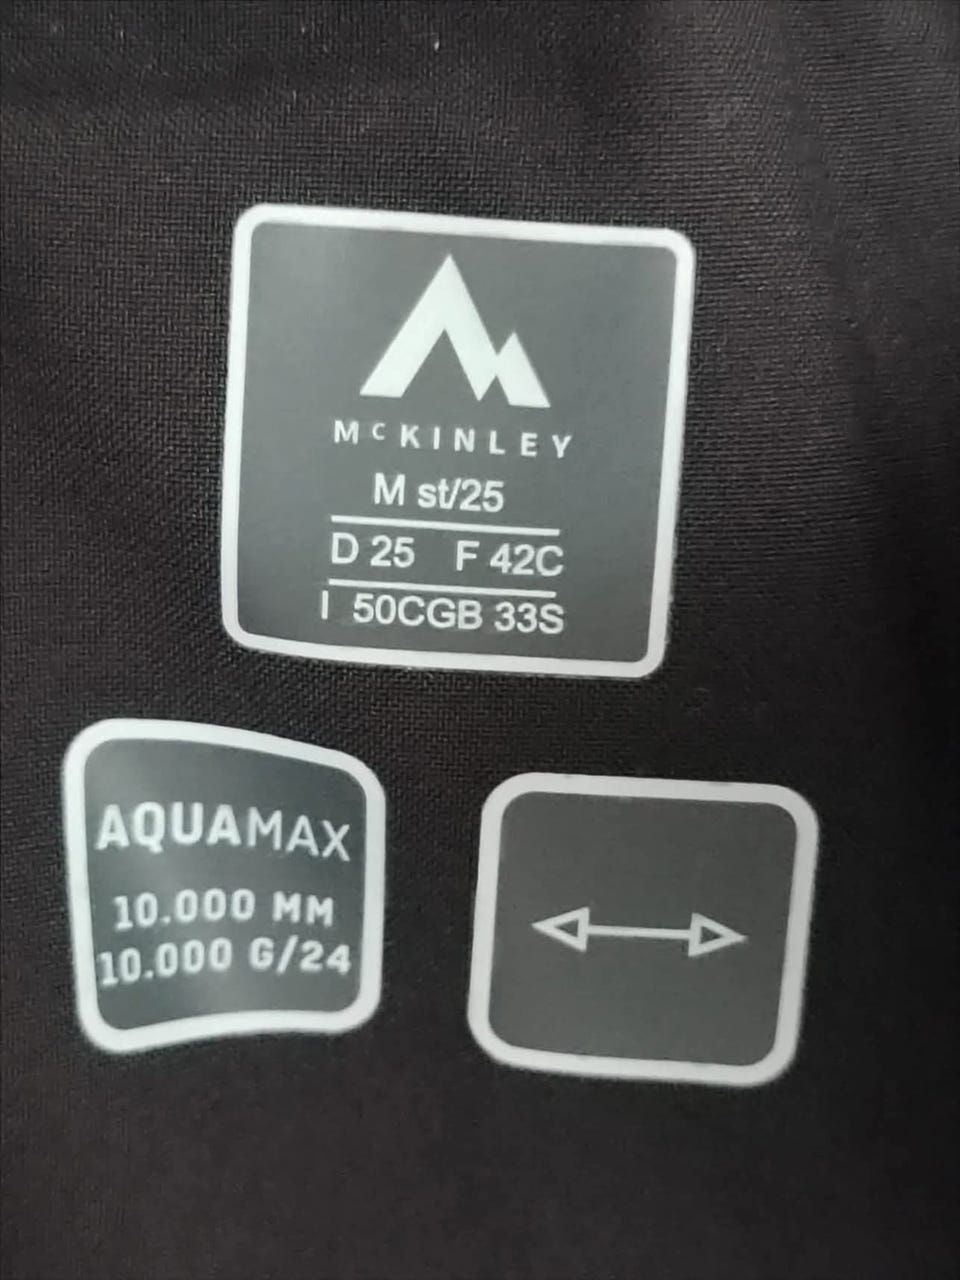 McKINLEY
M st/25
D 25 F 42C
I 50CGB 33S
AQUAMAX
10.000 MM
10.000 G/24